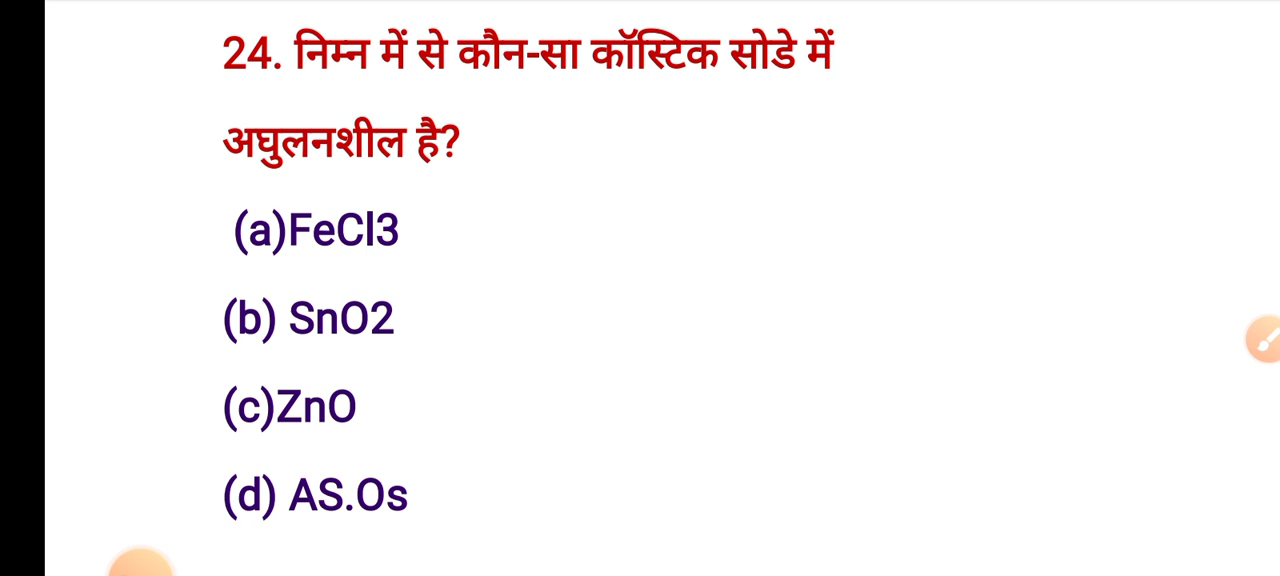 24. निम्न में से कौन-सा कॉस्टिक सोडे में
अघुलनशील है?
(a)FeCl3
(b) SnO2
(c)ZnO
(d) AS.Os